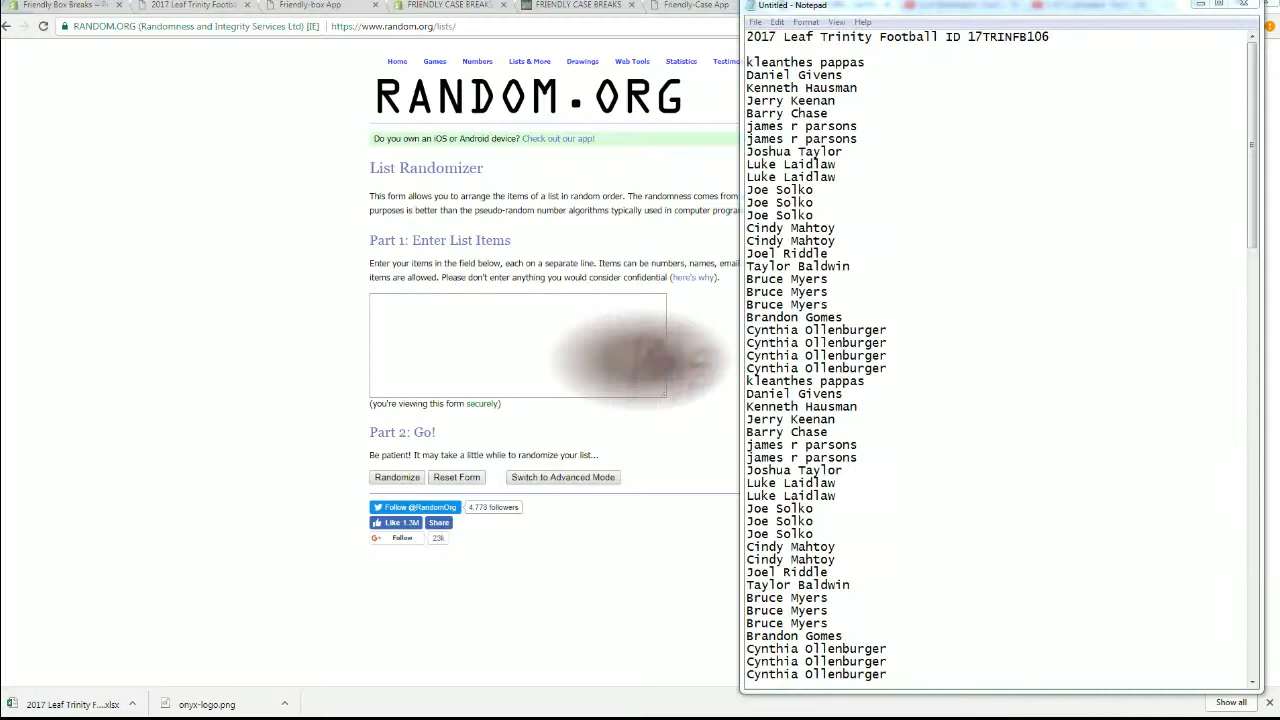 Friendly Box Breaks – P
2017 Leaf Trinity Footba
Friendly-box App
FRIENDLY CASE BREAKS
FRIENDLY CASE BREAKS
Friendly-Case App
RANDOM.ORG (Randomness and Integrity Services Ltd) [IE]
https://www.random.org/lists/
Home Games Numbers Lists & More Drawings Web Tools Statistics Testimo
RANDOM.ORG
Do you own an iOS or Android device? Check out our app!
List Randomizer
This form allows you to arrange the items of a list in random order. The randomness comes from
purposes is better than the pseudo-random number algorithms typically used in computer progra
Part 1: Enter List Items
Enter your items in the field below, each on a separate line. Items can be numbers, names, email
items are allowed. Please don't enter anything you would consider confidential (here's why).
(you're viewing this form securely)
Part 2: Go!
Be patient! It may take a little while to randomize your list...
Randomize Reset Form Switch to Advanced Mode
Follow @RandomOrg 4,778 followers
Like 1.3M Share
G+ Follow 23k
Untitled - Notepad
File Edit Format View Help
2017 Leaf Trinity Football ID 17TRINFB106
kleanthes pappas
Daniel Givens
Kenneth Hausman
Jerry Keenan
Barry Chase
james r parsons
james r parsons
Joshua Taylor
Luke Laidlaw
Luke Laidlaw
Joe Solko
Joe Solko
Joe Solko
Cindy Mahtoy
Cindy Mahtoy
Joel Riddle
Taylor Baldwin
Bruce Myers
Bruce Myers
Bruce Myers
Brandon Gomes
Cynthia Ollenburger
Cynthia Ollenburger
Cynthia Ollenburger
Cynthia Ollenburger
kleanthes pappas
Daniel Givens
Kenneth Hausman
Jerry Keenan
Barry Chase
james r parsons
james r parsons
Joshua Taylor
Luke Laidlaw
Luke Laidlaw
Joe Solko
Joe Solko
Joe Solko
Cindy Mahtoy
Cindy Mahtoy
Joel Riddle
Taylor Baldwin
Bruce Myers
Bruce Myers
Bruce Myers
Brandon Gomes
Cynthia Ollenburger
Cynthia Ollenburger
Cynthia Ollenburger
2017 Leaf Trinity F....xlsx
onyx-logo.png
Show all